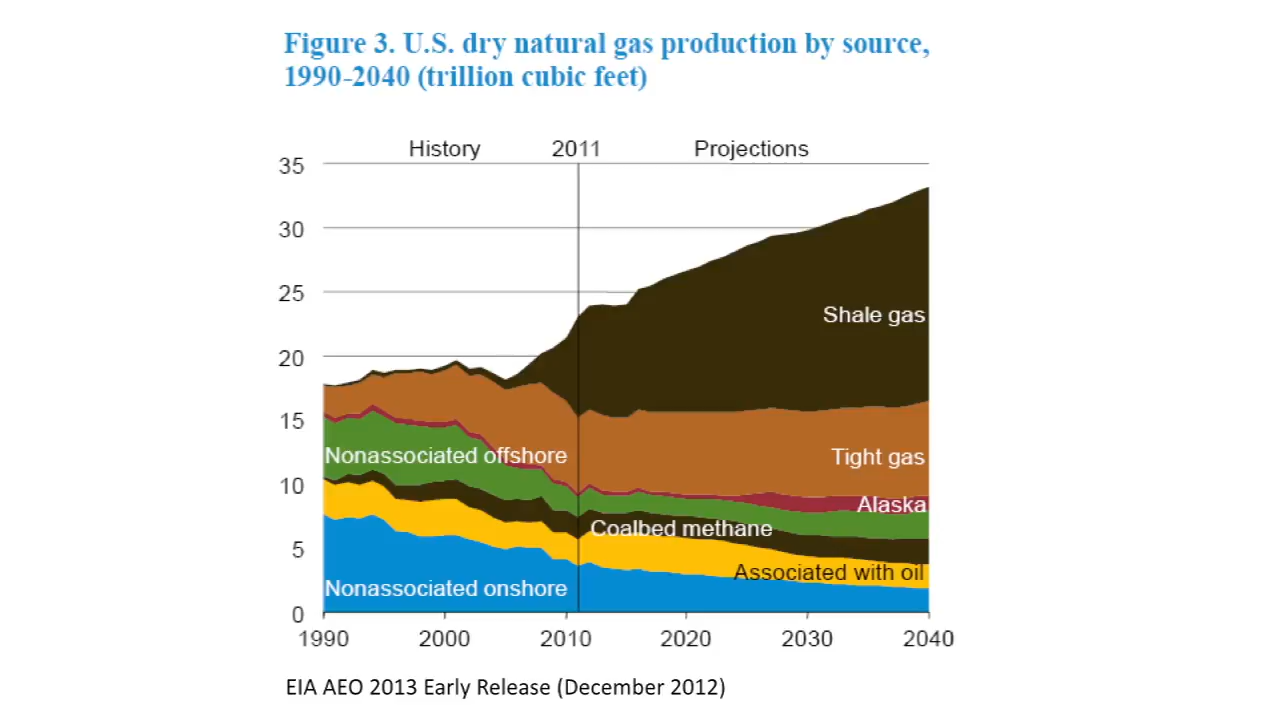 Figure 3. U.S. dry natural gas production by source,
1990-2040 (trillion cubic feet)
History 2011 Projections
35
30
25
Shale gas
20
15
Nonassociated offshore Tight gas
10
Alaska
Coalbed methane
5
Associated with oil
Nonassociated onshore
0
1990 2000 2010 2020 2030 2040
EIA AEO 2013 Early Release (December 2012)